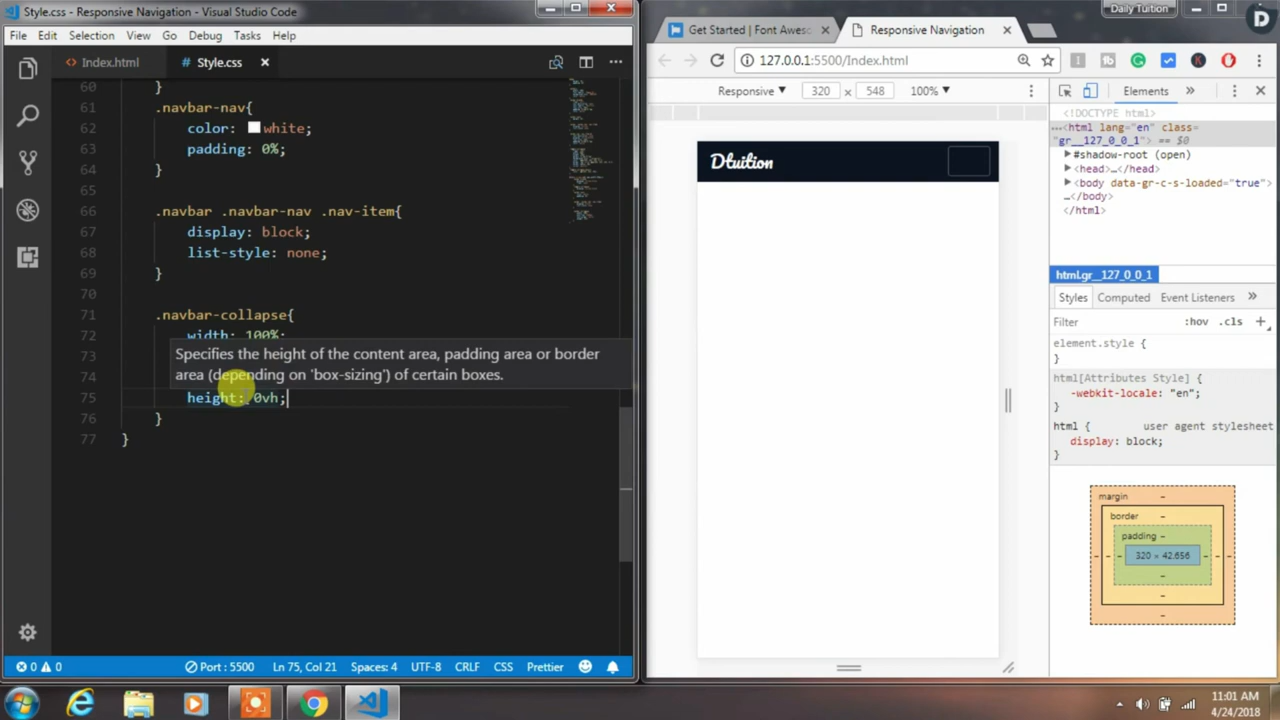 Style.css - Responsive Navigation - Visual Studio Code
File Edit Selection View Go Debug Tasks Help
Index.html
Style.css
60 }
61 .navbar-nav{
62 color: white;
63 padding: 0%;
64 }
65
66 .navbar .navbar-nav .nav-item{
67 display: block;
68 list-style: none;
69 }
70
71 .navbar-collapse{
72 width: 100%;
73
Specifies the height of the content area, padding area or border
area (depending on 'box-sizing') of certain boxes.
74
75 height: 0vh;
76 }
77 }
0 0 Port : 5500 Ln 75, Col 21 Spaces: 4 UTF-8 CRLF CSS Prettier
Daily Tuition
D
Get Started | Font Awes
Responsive Navigation
127.0.0.1:5500/Index.html
Responsive 320 × 548 100%
Dtuition
Elements »
<!DOCTYPE html>
…<html lang="en" class=
"gr__127_0_0_1"> == $0
#shadow-root (open)
<head>…</head>
<body data-gr-c-s-loaded="true">
…</body>
</html>
html.gr__127_0_0_1
Styles Computed Event Listeners »
Filter :hov .cls +
element.style {
}
html[Attributes Style] {
-webkit-locale: "en";
}
html { user agent stylesheet
display: block;
}
margin -
border -
padding -
- - - 320 × 42.656 - - -
-
-
-
11:01 AM
4/24/2018